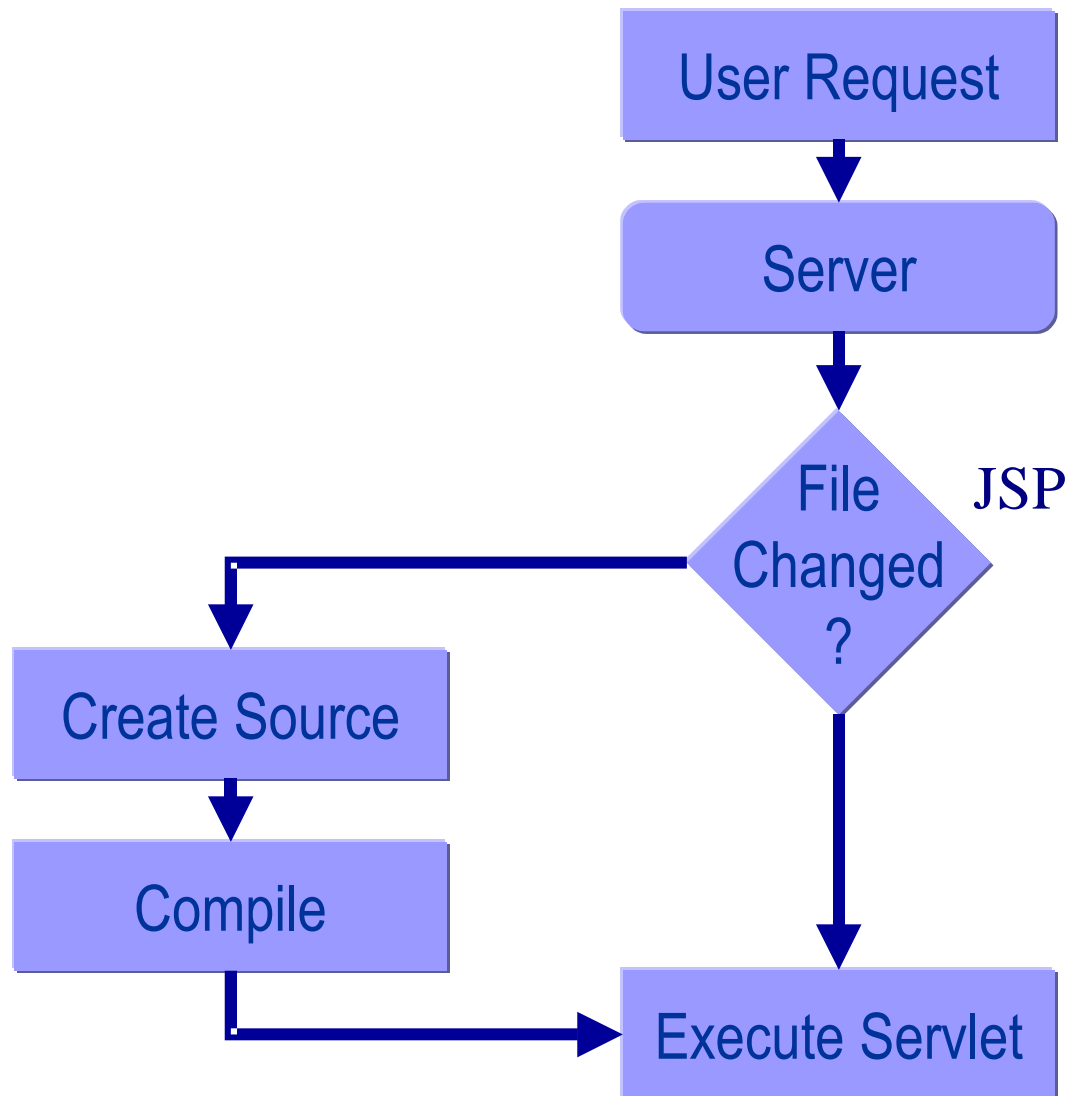 User Request
Server
File
JSP
Changed
?
Create Source
Compile
Execute Servlet